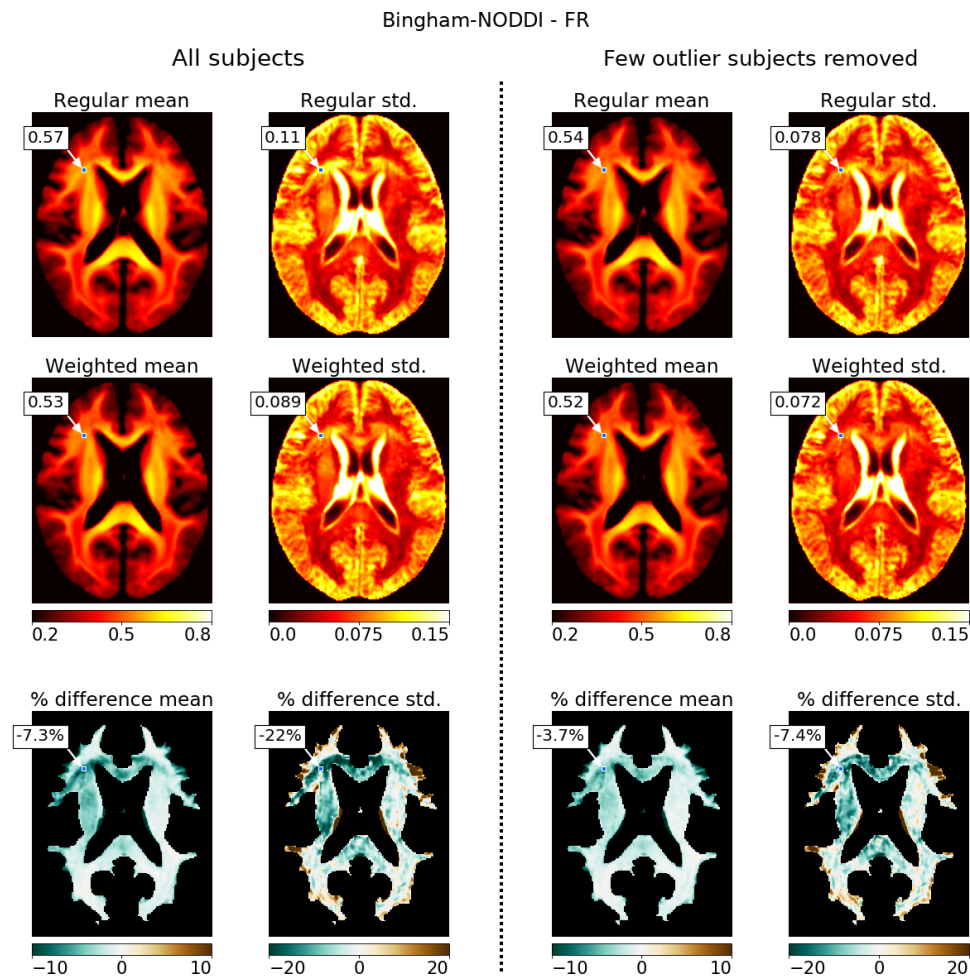 Bingham-NODDI - FR
All subjects
Few outlier subjects removed
Regular mean
Regular std.
Regular mean
Regular std.
0.57
0.11
0.54
0.078
Weighted mean
Weighted std.
Weighted mean
Weighted std.
0.53
0.089
0.52
0.072
0.2 0.5 0.8
0.0 0.075 0.15
0.2 0.5 0.8
0.0 0.075 0.15
% difference mean
% difference std.
% difference mean
% difference std.
-7.3%
-22%
-3.7%
-7.4%
−10 0 10
−20 0 20
−10 0 10
−20 0 20